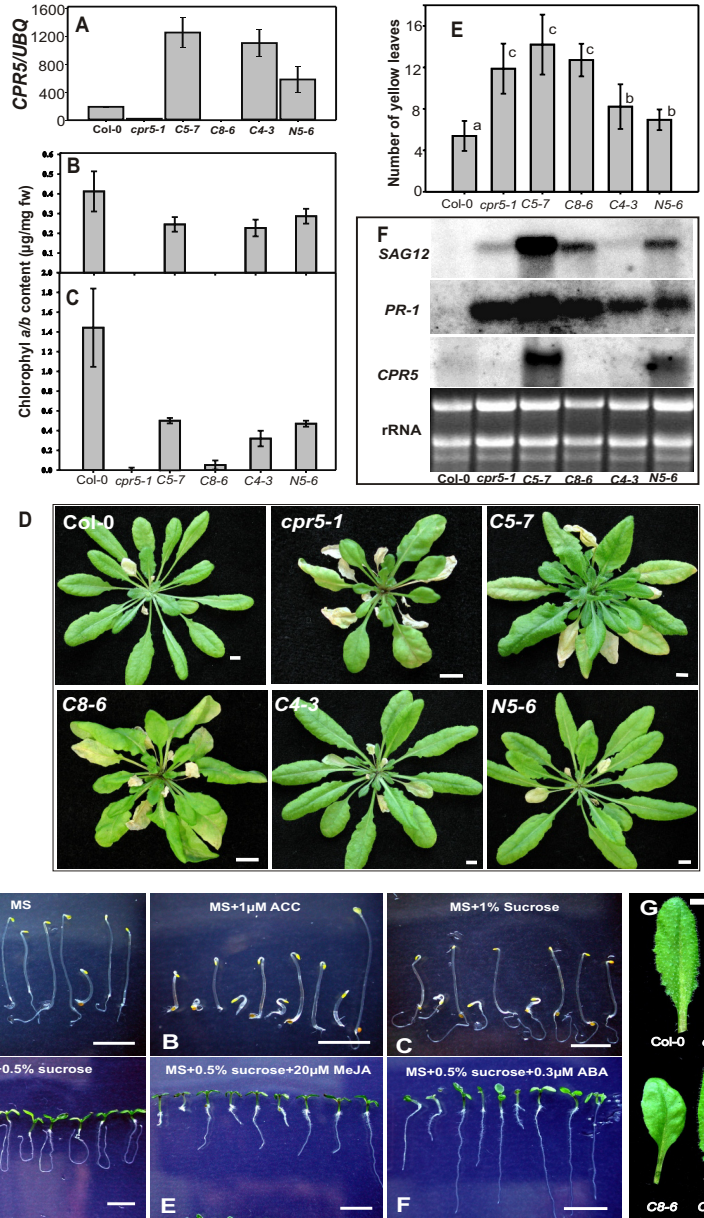 A
CPR5/UBQ
1600
1200
800
400
0
Col-0 cpr5-1 C5-7 C8-6 C4-3 N5-6
B
0.6
0.5
0.4
0.3
0.2
0.1
2.0
Chlorophyl a/b content (µg/mg fw)
C
1.8
1.6
1.4
1.2
1.0
0.8
0.6
0.4
0.2
0.0
Col-0 cpr5-1 C5-7 C8-6 C4-3 N5-6
E
Number of yellow leaves
16
12
8
4
0
a c c c b b
Col-0 cpr5-1 C5-7 C8-6 C4-3 N5-6
F
SAG12
PR-1
CPR5
rRNA
Col-0 cpr5-1 C5-7 C8-6 C4-3 N5-6
D
Col-0 cpr5-1 C5-7
C8-6 C4-3 N5-6
MS
MS+1µM ACC
B
MS+1% Sucrose
C
+0.5% sucrose
MS+0.5% sucrose+20µM MeJA
E
MS+0.5% sucrose+0.3µM ABA
F
G
Col-0
C8-6